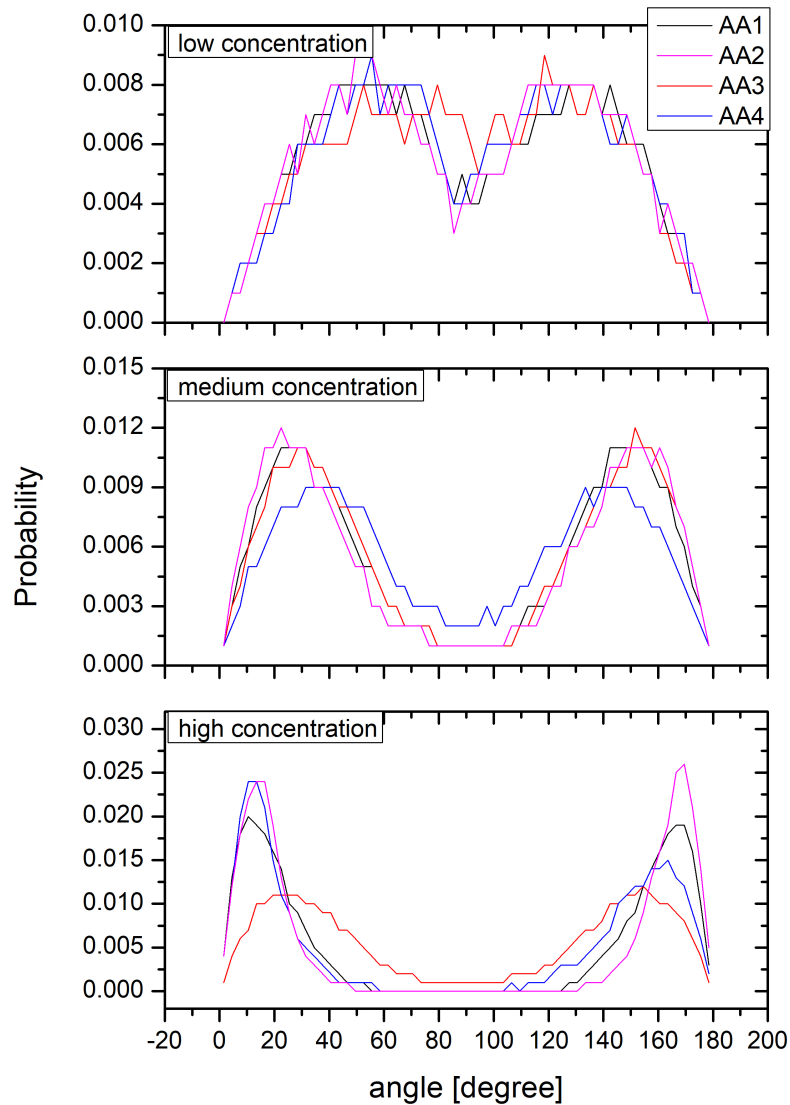 low concentration
AA1
AA2
AA3
AA4
0.010
0.008
0.006
0.004
0.002
0.000
-20 0 20 40 60 80 100 120 140 160 180 200
medium concentration
0.015
0.012
0.009
0.006
0.003
0.000
Probability
high concentration
0.030
0.025
0.020
0.015
0.010
0.005
0.000
angle [degree]